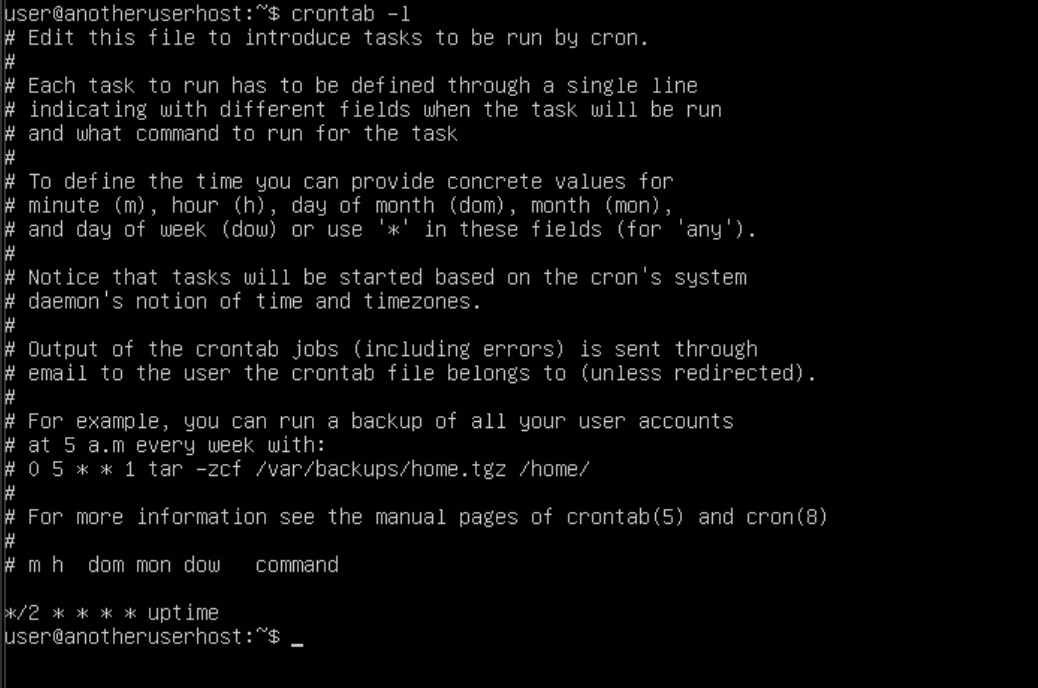 user@anotheruserhost:~$ crontab -l
# Edit this file to introduce tasks to be run by cron.
#
# Each task to run has to be defined through a single line
# indicating with different fields when the task will be run
# and what command to run for the task
#
# To define the time you can provide concrete values for
# minute (m), hour (h), day of month (dom), month (mon),
# and day of week (dow) or use '*' in these fields (for 'any').
#
# Notice that tasks will be started based on the cron's system
# daemon's notion of time and timezones.
#
# Output of the crontab jobs (including errors) is sent through
# email to the user the crontab file belongs to (unless redirected).
#
# For example, you can run a backup of all your user accounts
# at 5 a.m every week with:
# 0 5 * * 1 tar -zcf /var/backups/home.tgz /home/
#
# For more information see the manual pages of crontab(5) and cron(8)
#
# m h  dom mon dow   command

*/2 * * * * uptime
user@anotheruserhost:~$ _